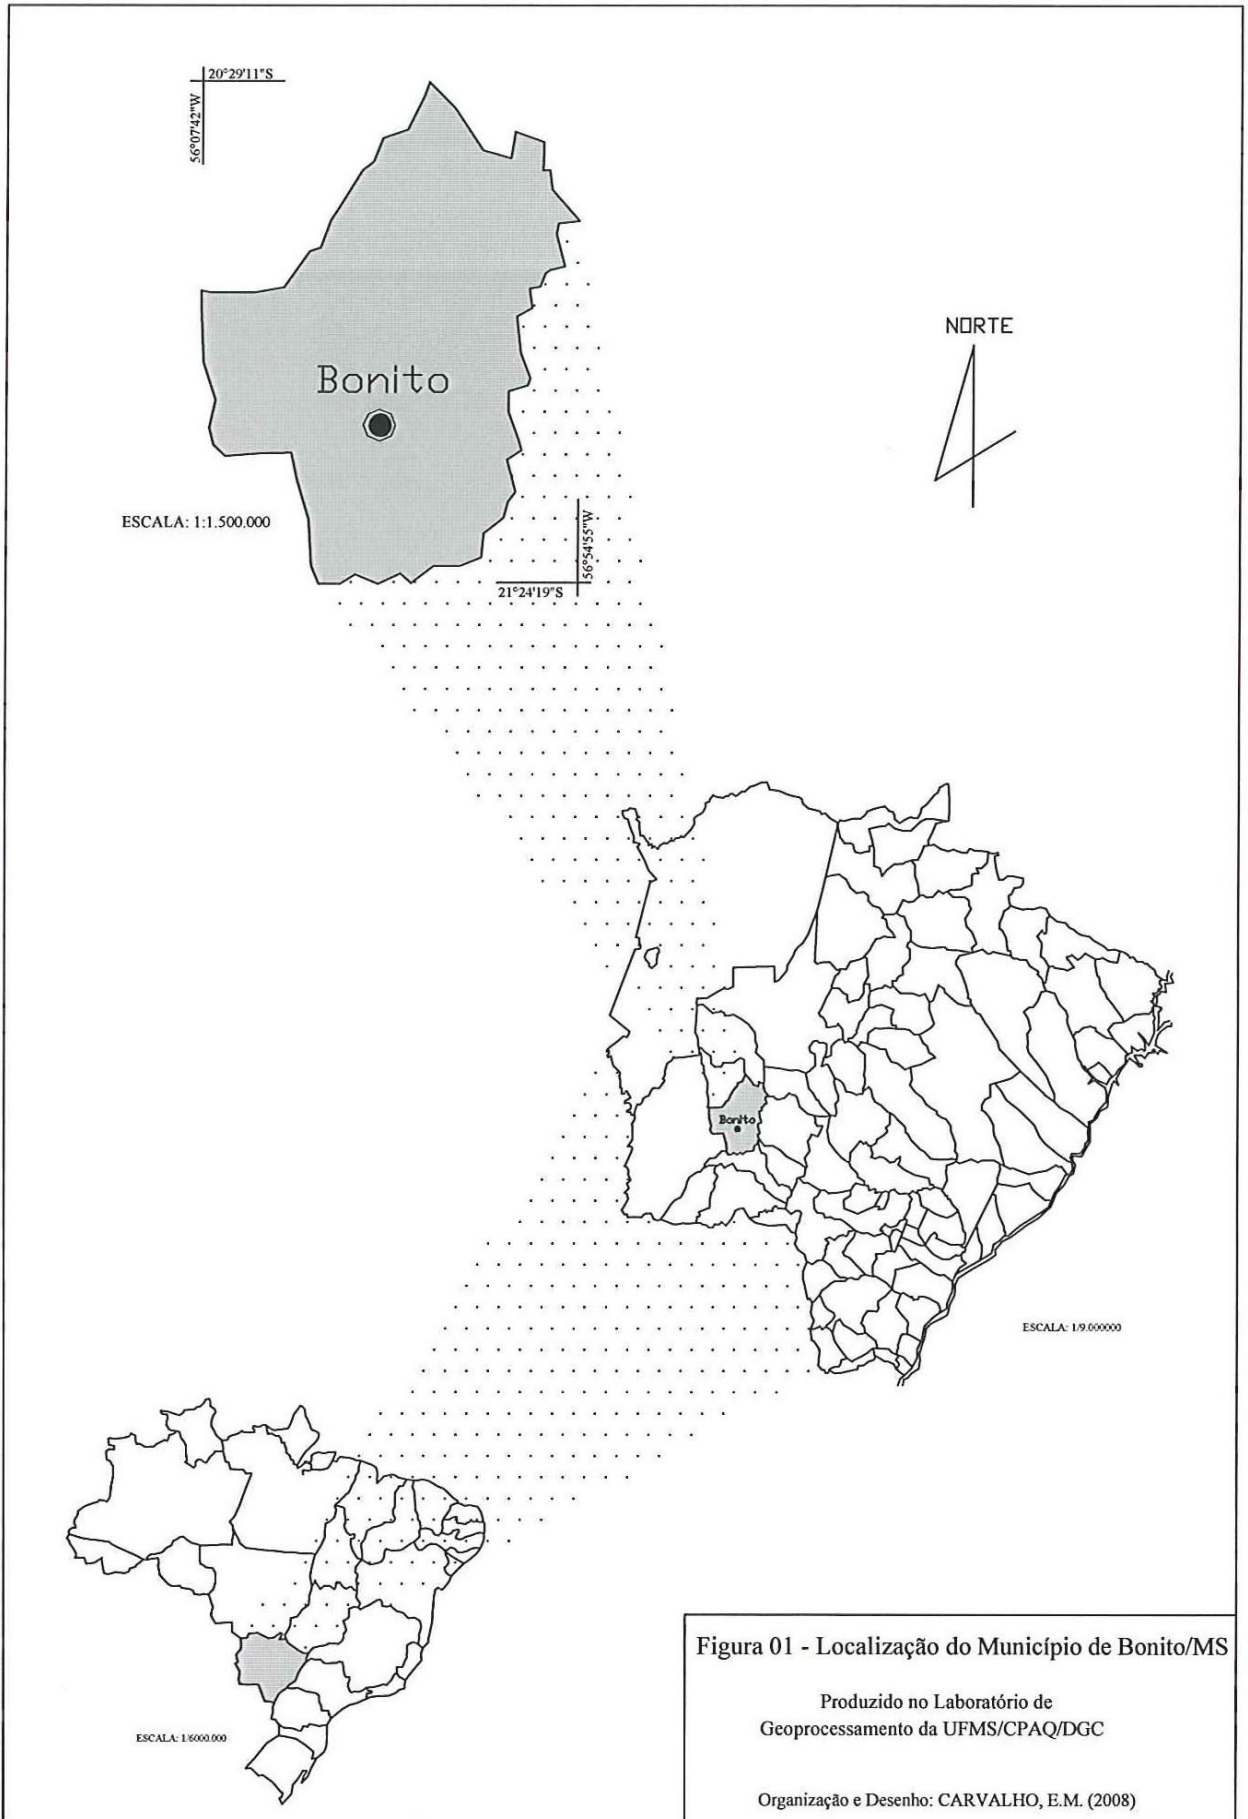 20°29'11"S
56°07'42"W
NORTE
Bonito
ESCALA: 1:1.500.000
56°54'55"W
21°24'19"S
Bonito
ESCALA: 1/9.000000
ESCALA: 1/6000.000
Figura 01 - Localização do Município de Bonito/MS
Produzido no Laboratório de
Geoprocessamento da UFMS/CPAQ/DGC
Organização e Desenho: CARVALHO, E.M. (2008)